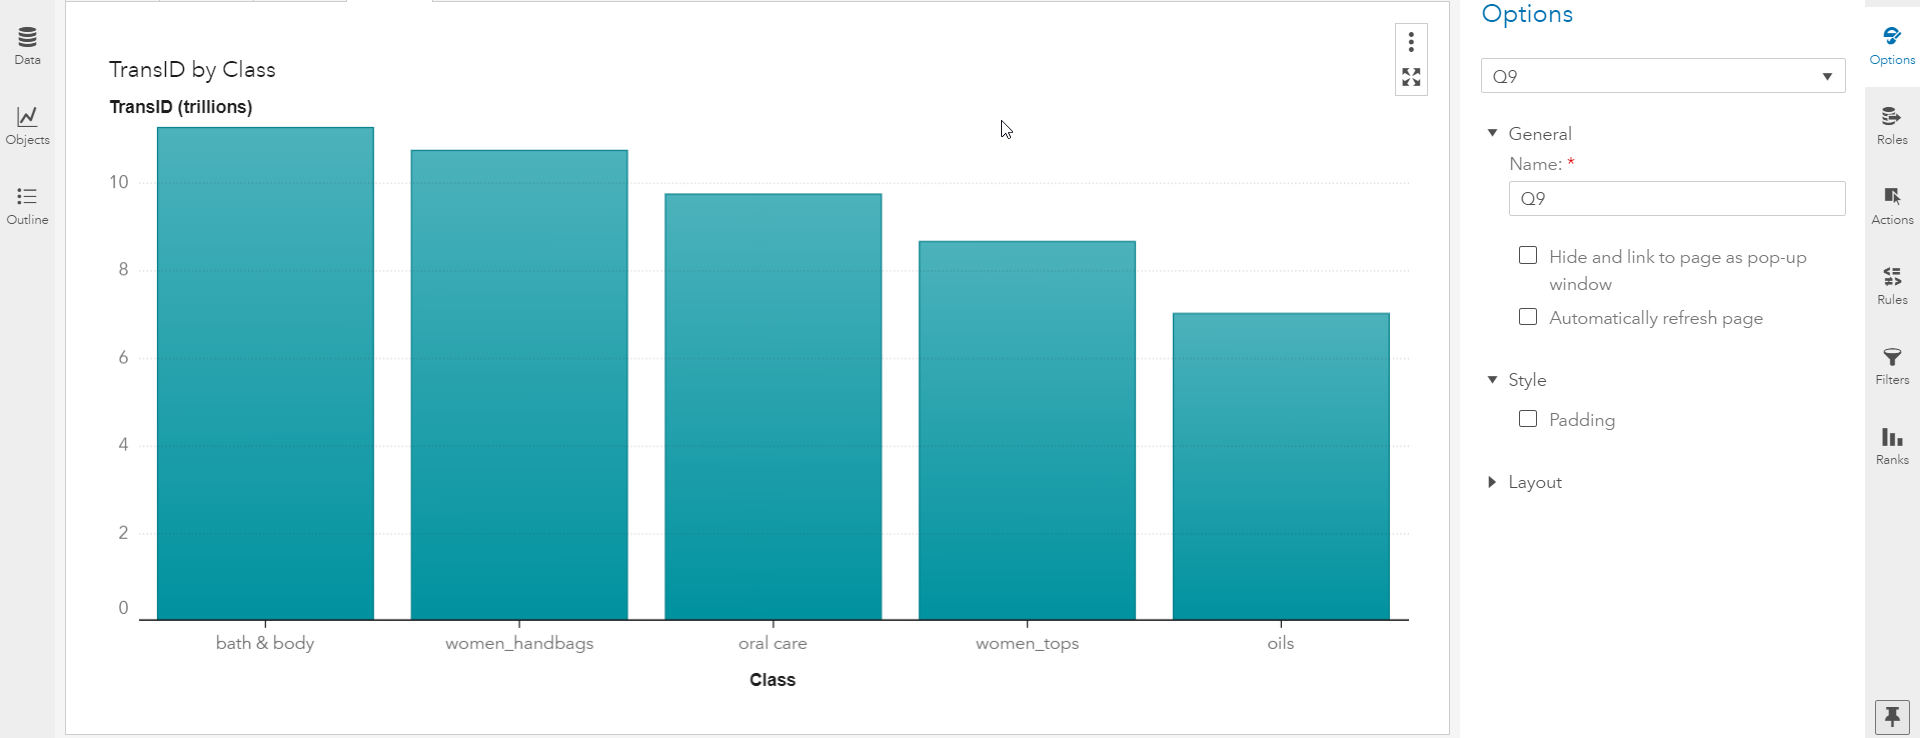 Data
Objects
Outline
TransID by Class
TransID (trillions)
10
8
6
4
2
0
bath & body
women_handbags
oral care
women_tops
oils
Class
Options
Q9
General
Name: *
Q9
Hide and link to page as pop-up
window
Automatically refresh page
Style
Padding
Layout
Options
Roles
Actions
Rules
Filters
Ranks